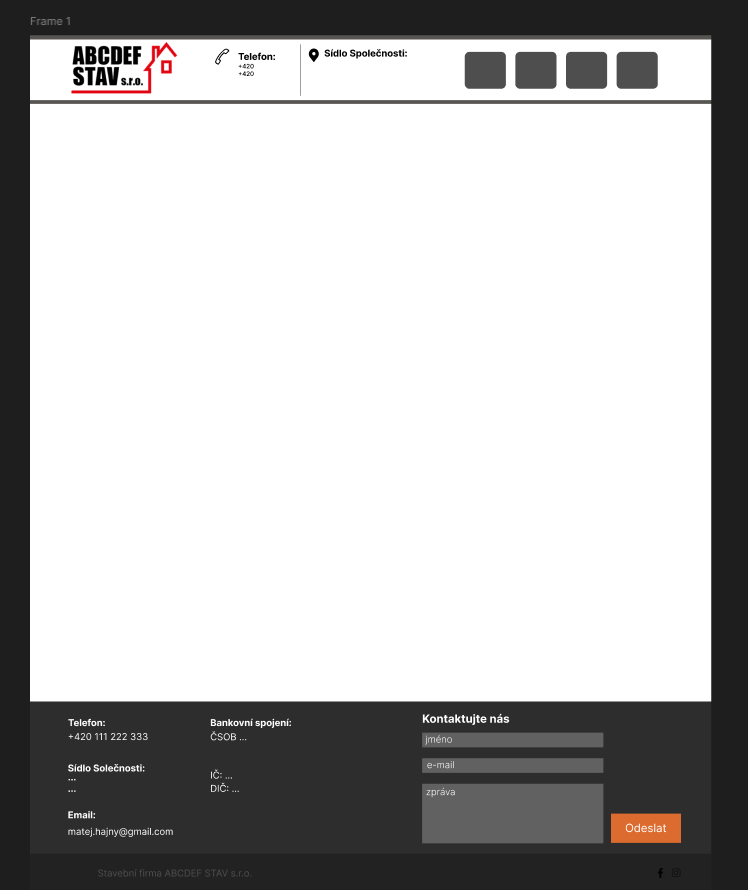 Frame 1
ABCDEF
STAV s.r.o.
Telefon:
+420
+420
Sídlo Společnosti:
Telefon:
+420 111 222 333
Sídlo Solečnosti:
...
...
Email:
matej.hajny@gmail.com
Bankovní spojení:
ČSOB ...
IČ: ...
DIČ: ...
Kontaktujte nás
jméno
e-mail
zpráva
Odeslat
Stavební firma ABCDEF STAV s.r.o.